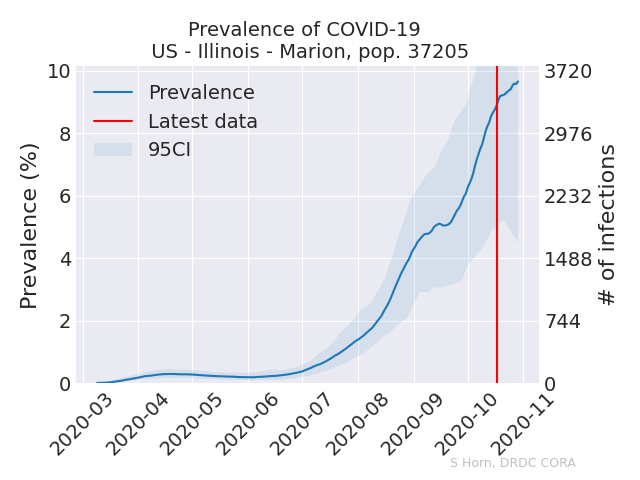 Prevalence of COVID-19
US - Illinois - Marion, pop. 37205
Prevalence (%)
10
8
6
4
2
0
Prevalence
Latest data
95CI
3720
2976
2232
1488
744
0
# of infections
2020-03
2020-04
2020-05
2020-06
2020-07
2020-08
2020-09
2020-10
2020-11
S Horn, DRDC CORA